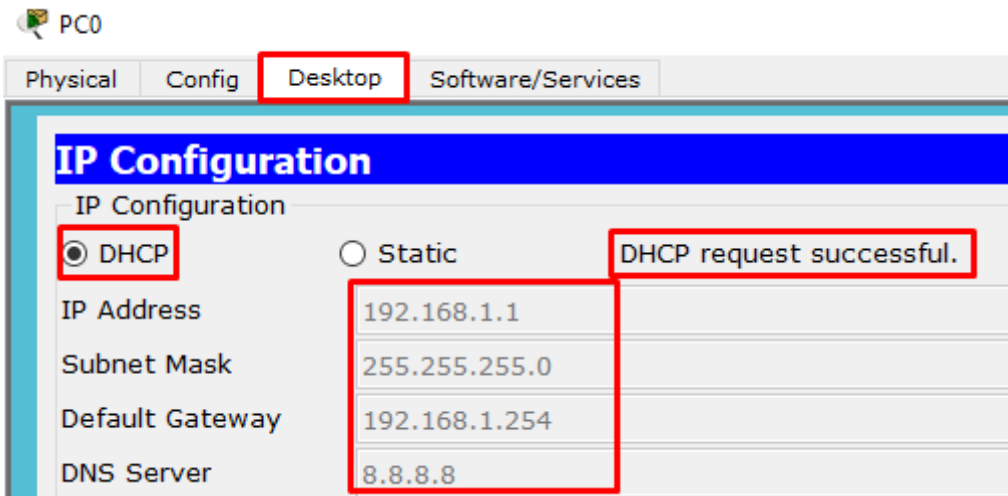 PC0
Physical Config Desktop Software/Services
IP Configuration
IP Configuration
DHCP Static DHCP request successful.
IP Address 192.168.1.1
Subnet Mask 255.255.255.0
Default Gateway 192.168.1.254
DNS Server 8.8.8.8